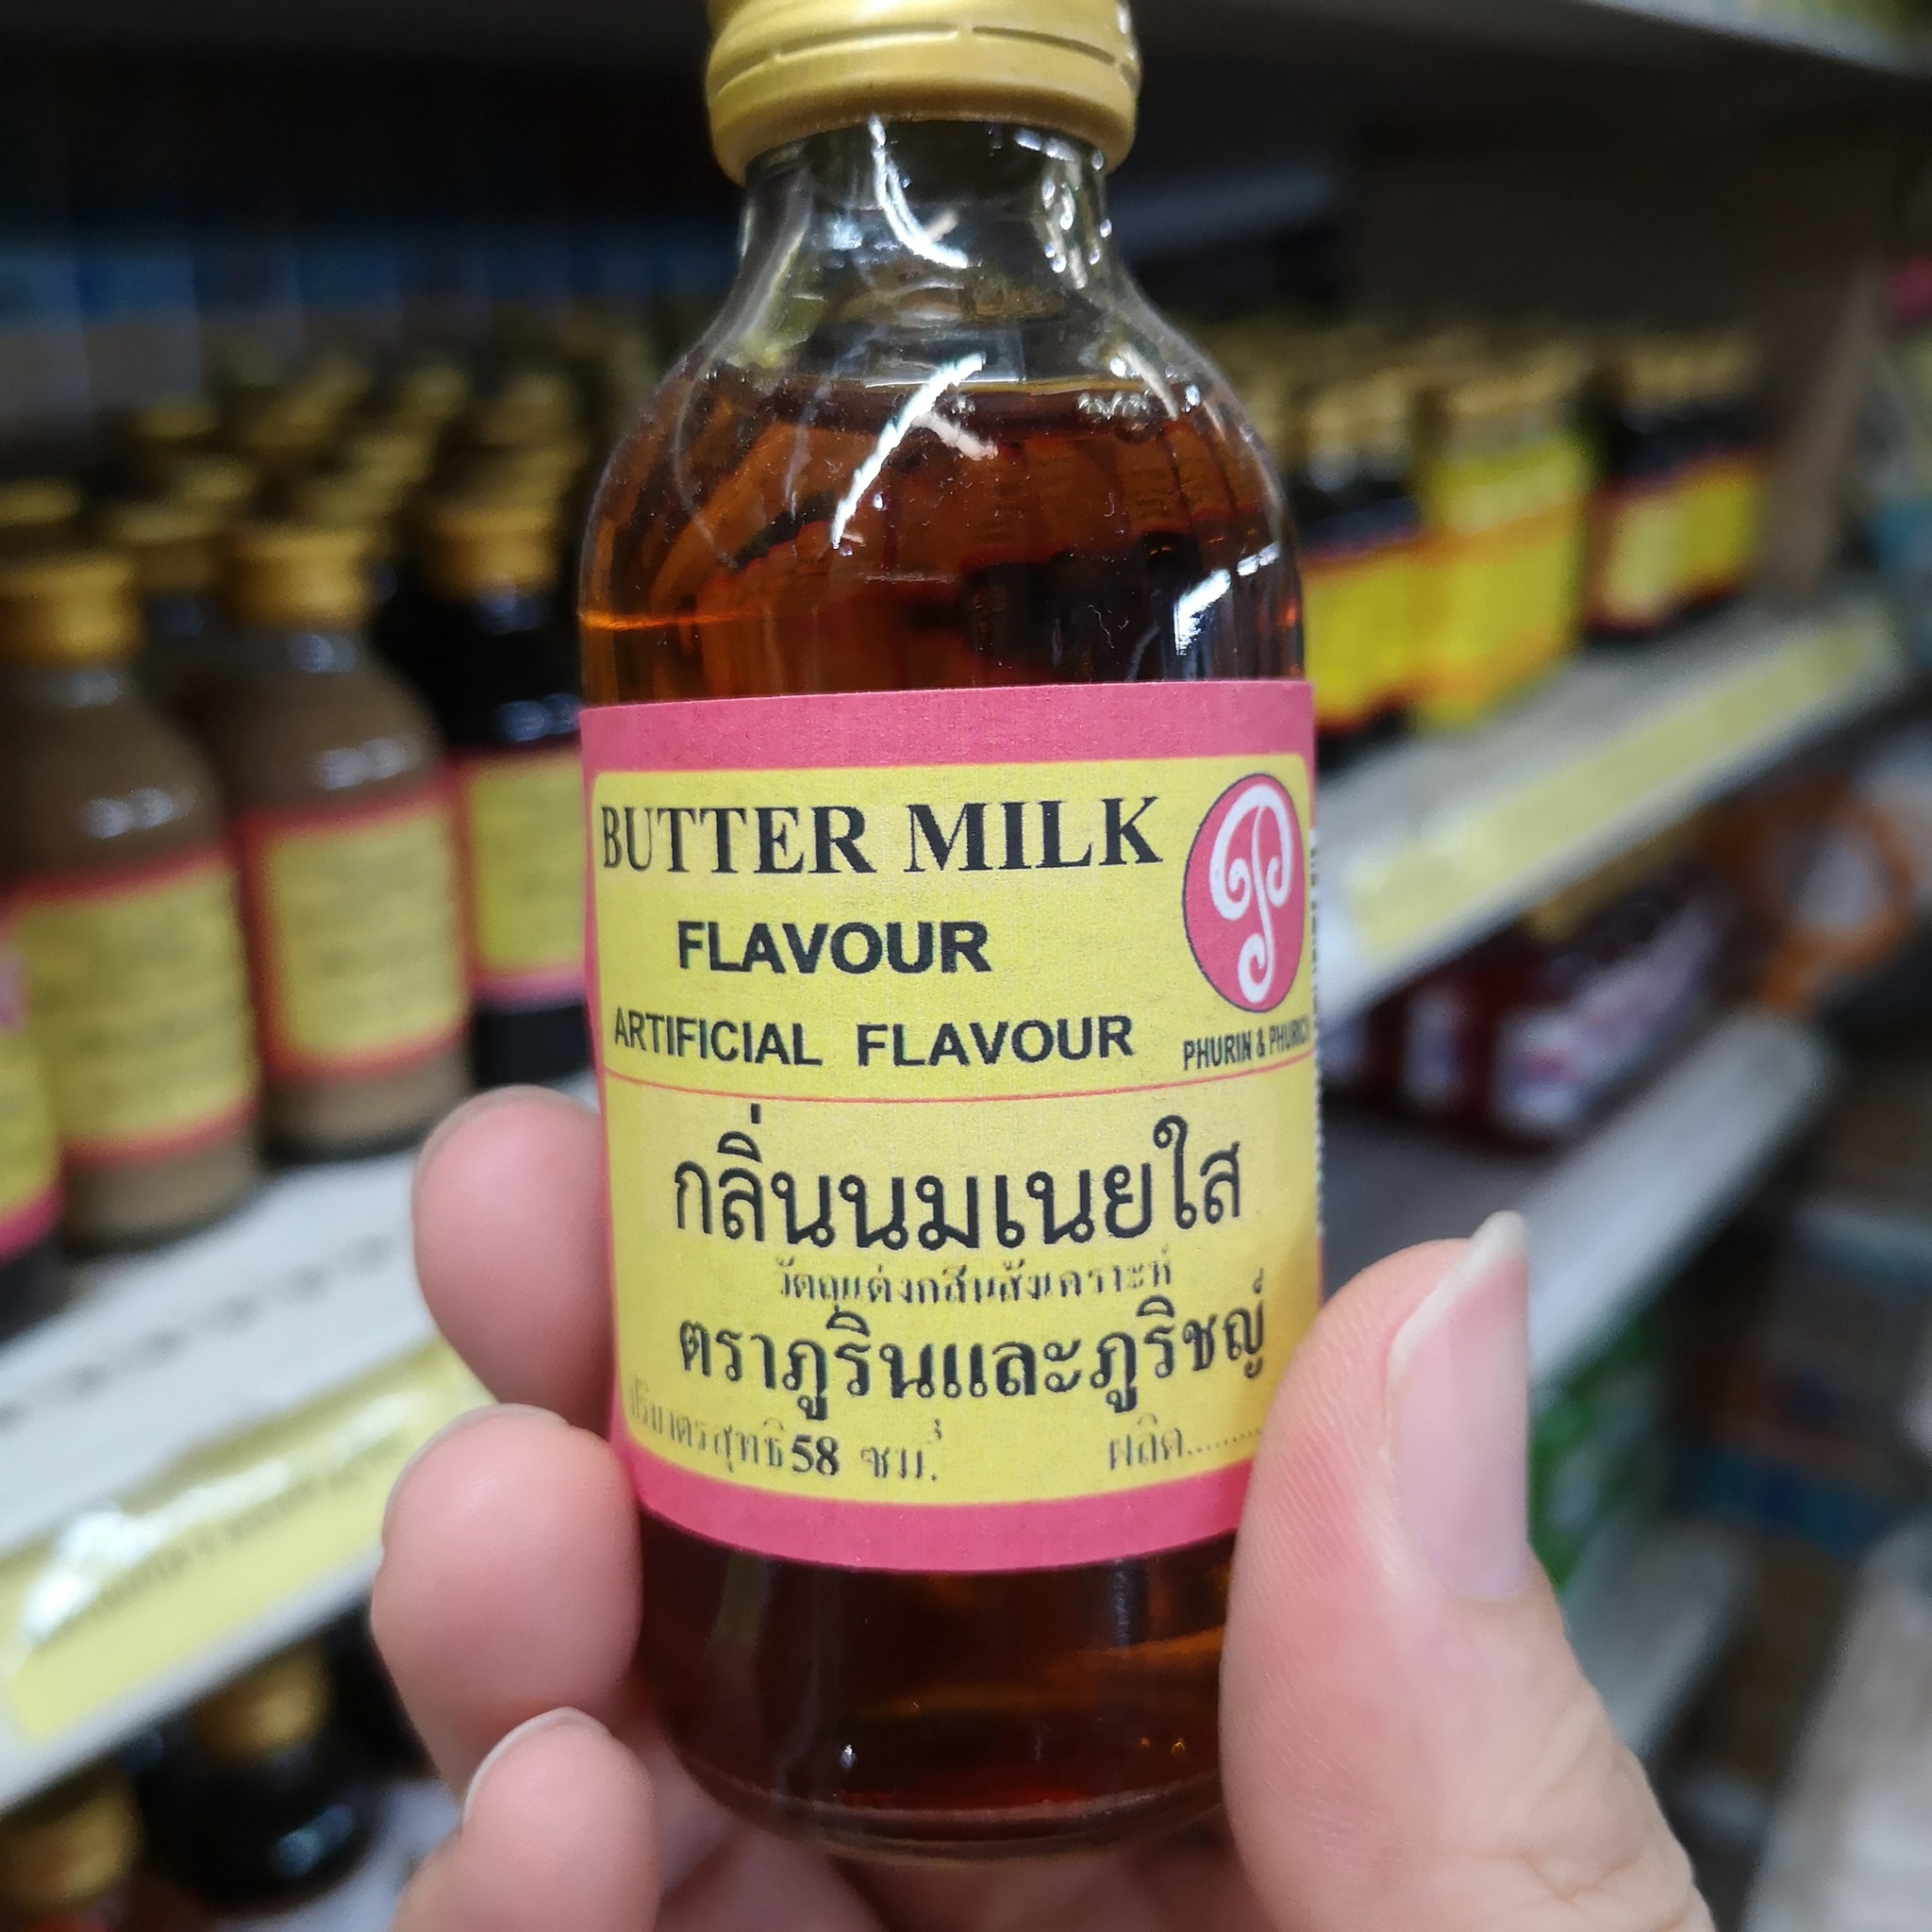 BUTTER MILK
FLAVOUR
ARTIFICIAL FLAVOUR
PHURIN & PHURICH
กลิ่นนมเนยใส
วัตถุแต่งกลิ่นสังเคราะห์
ตราภูรินและภูริชญ์
ปริมาตรสุทธิ 58 ซม.³ ผลิต..........